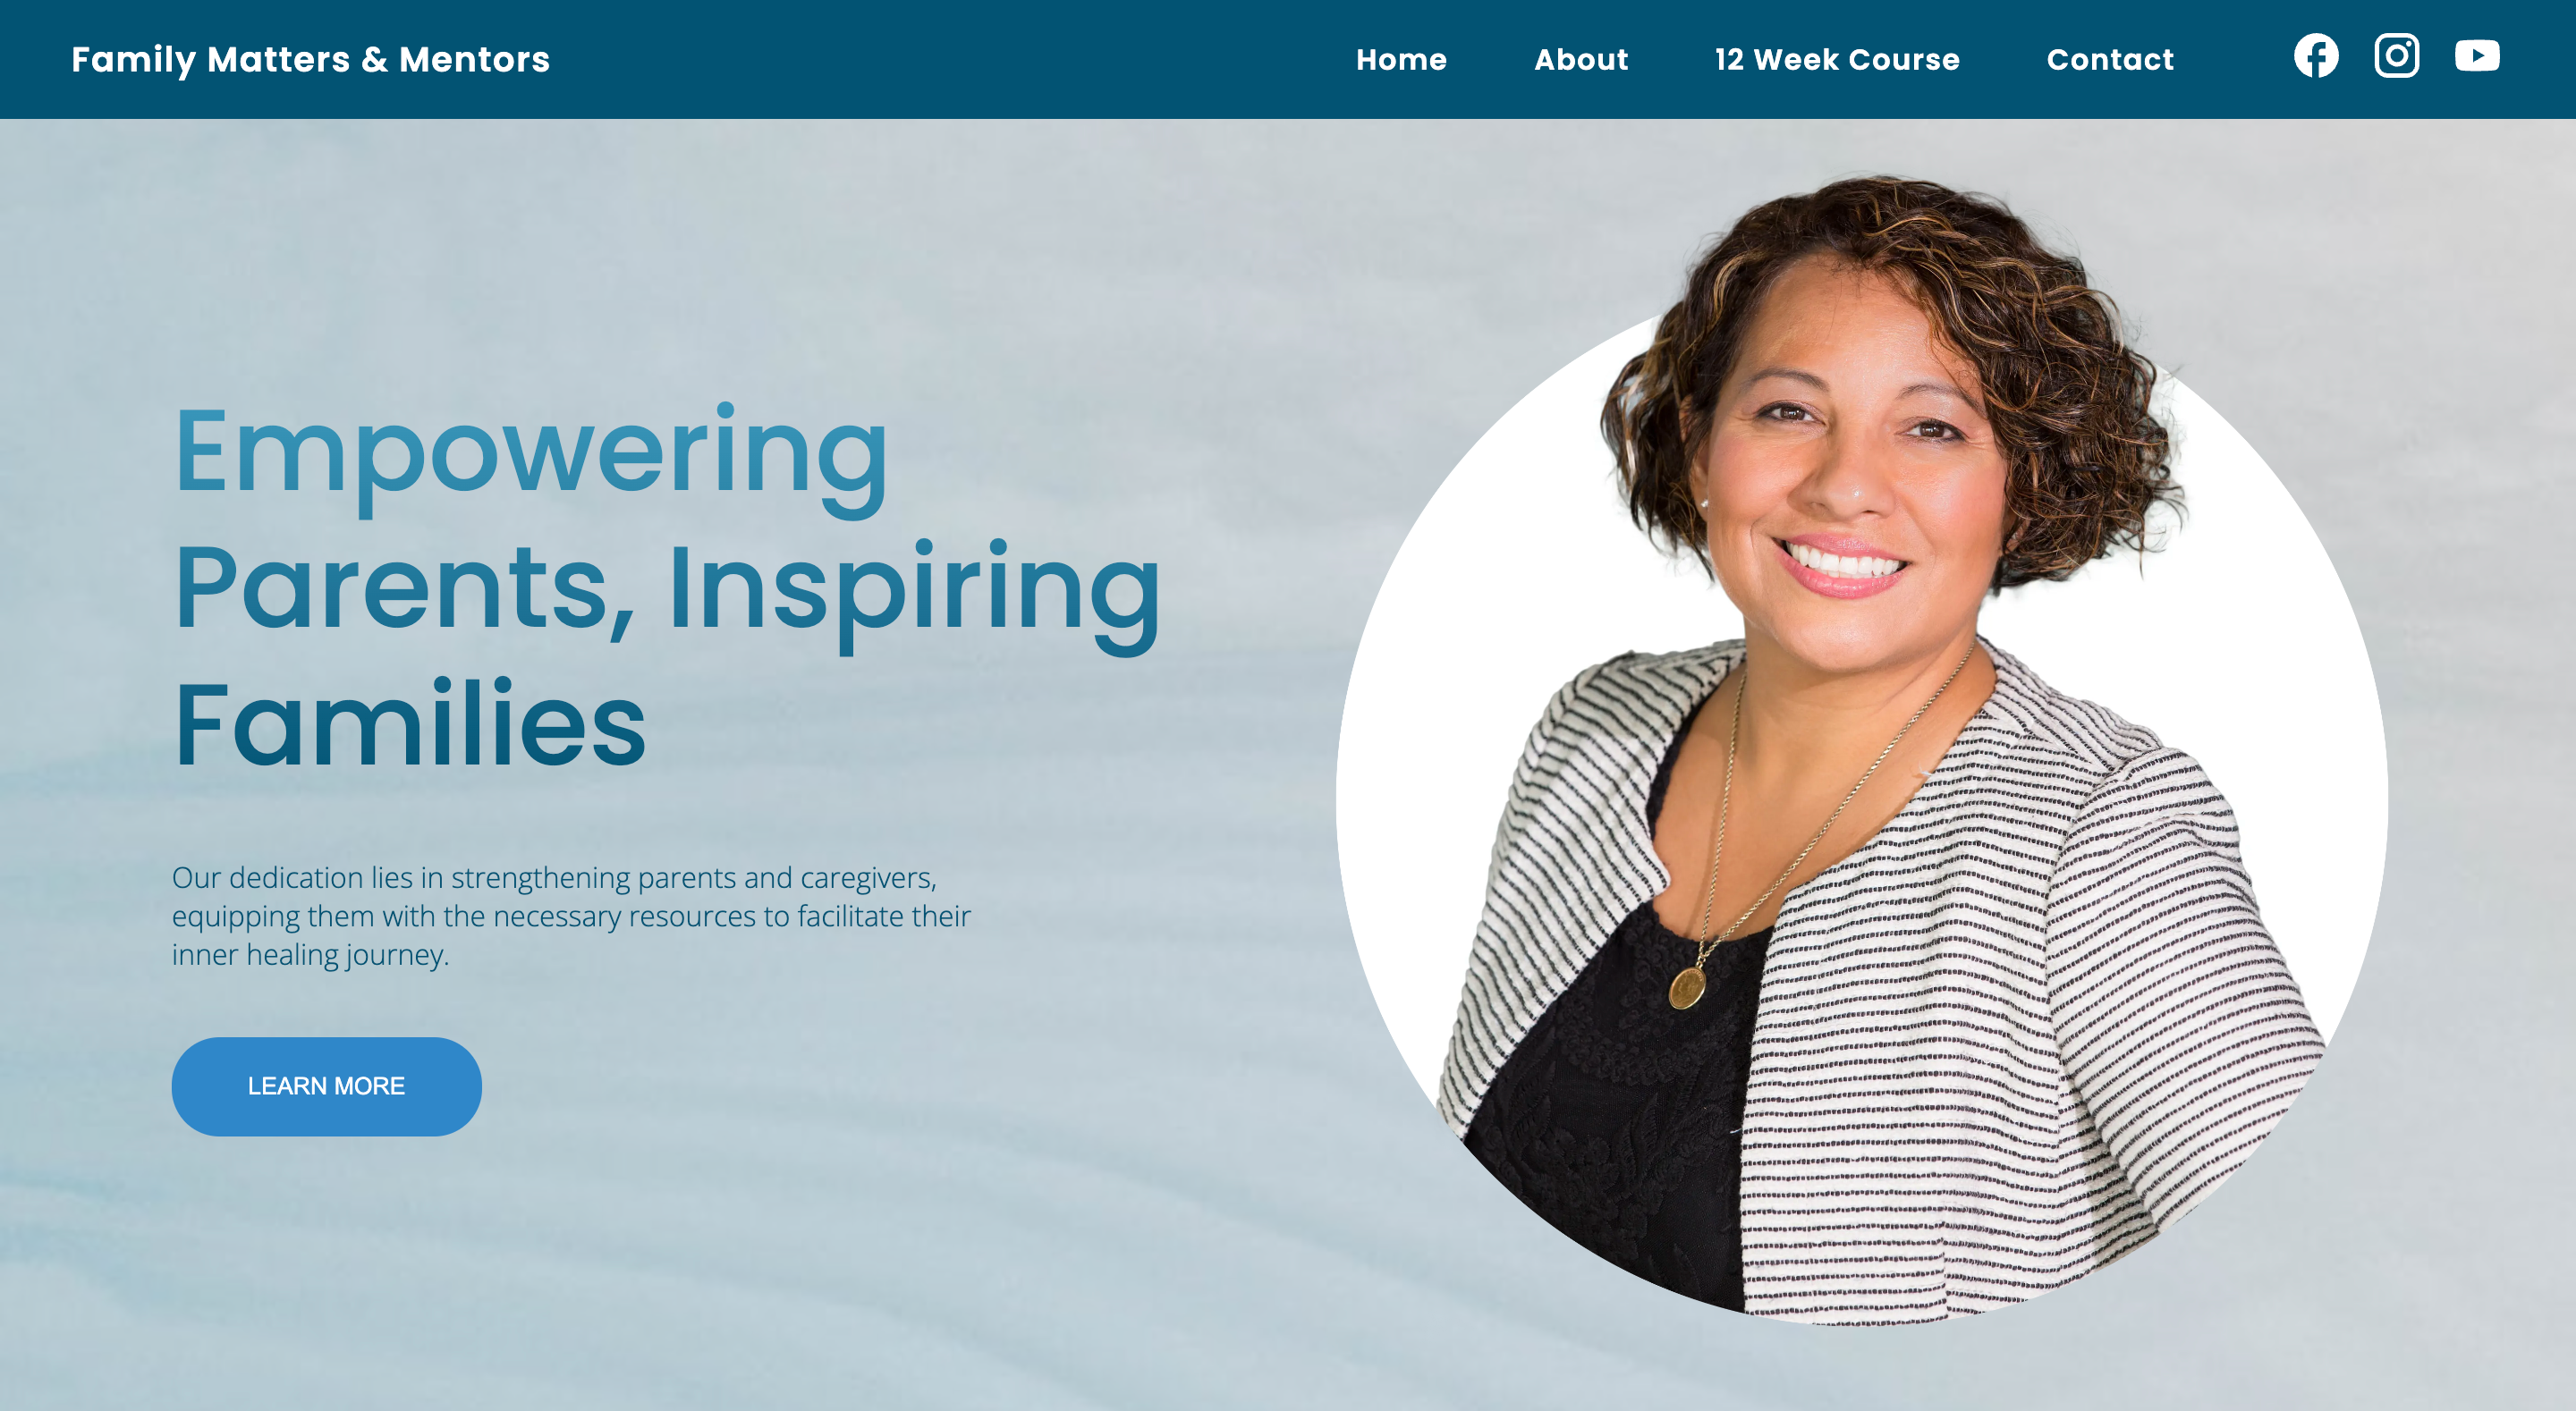 Family Matters & Mentors
Home About 12 Week Course Contact
Empowering
Parents, Inspiring
Families
Our dedication lies in strengthening parents and caregivers,
equipping them with the necessary resources to facilitate their
inner healing journey.
LEARN MORE